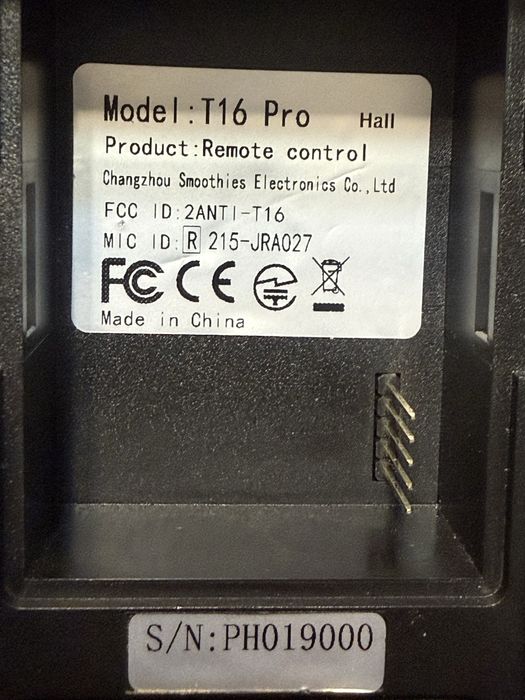 Model:T16 Pro Hall
Product:Remote control
Changzhou Smoothies Electronics Co.,Ltd
FCC ID:2ANTI-T16
MIC ID:R 215-JRA027
FC CE
Made in China
S/N:PH019000